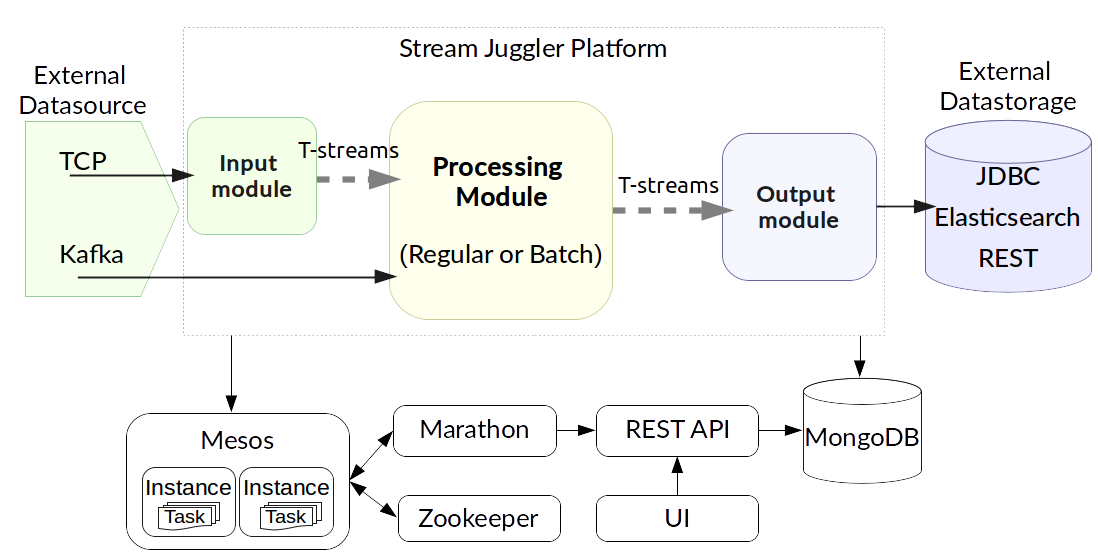 Stream Juggler Platform
External
Datasource
TCP
Kafka
Input
module
T-streams
Processing
Module
(Regular or Batch)
T-streams
Output
module
External
Datastorage
JDBC
Elasticsearch
REST
Mesos
Instance
Task
Instance
Task
Marathon
Zookeeper
REST API
UI
MongoDB